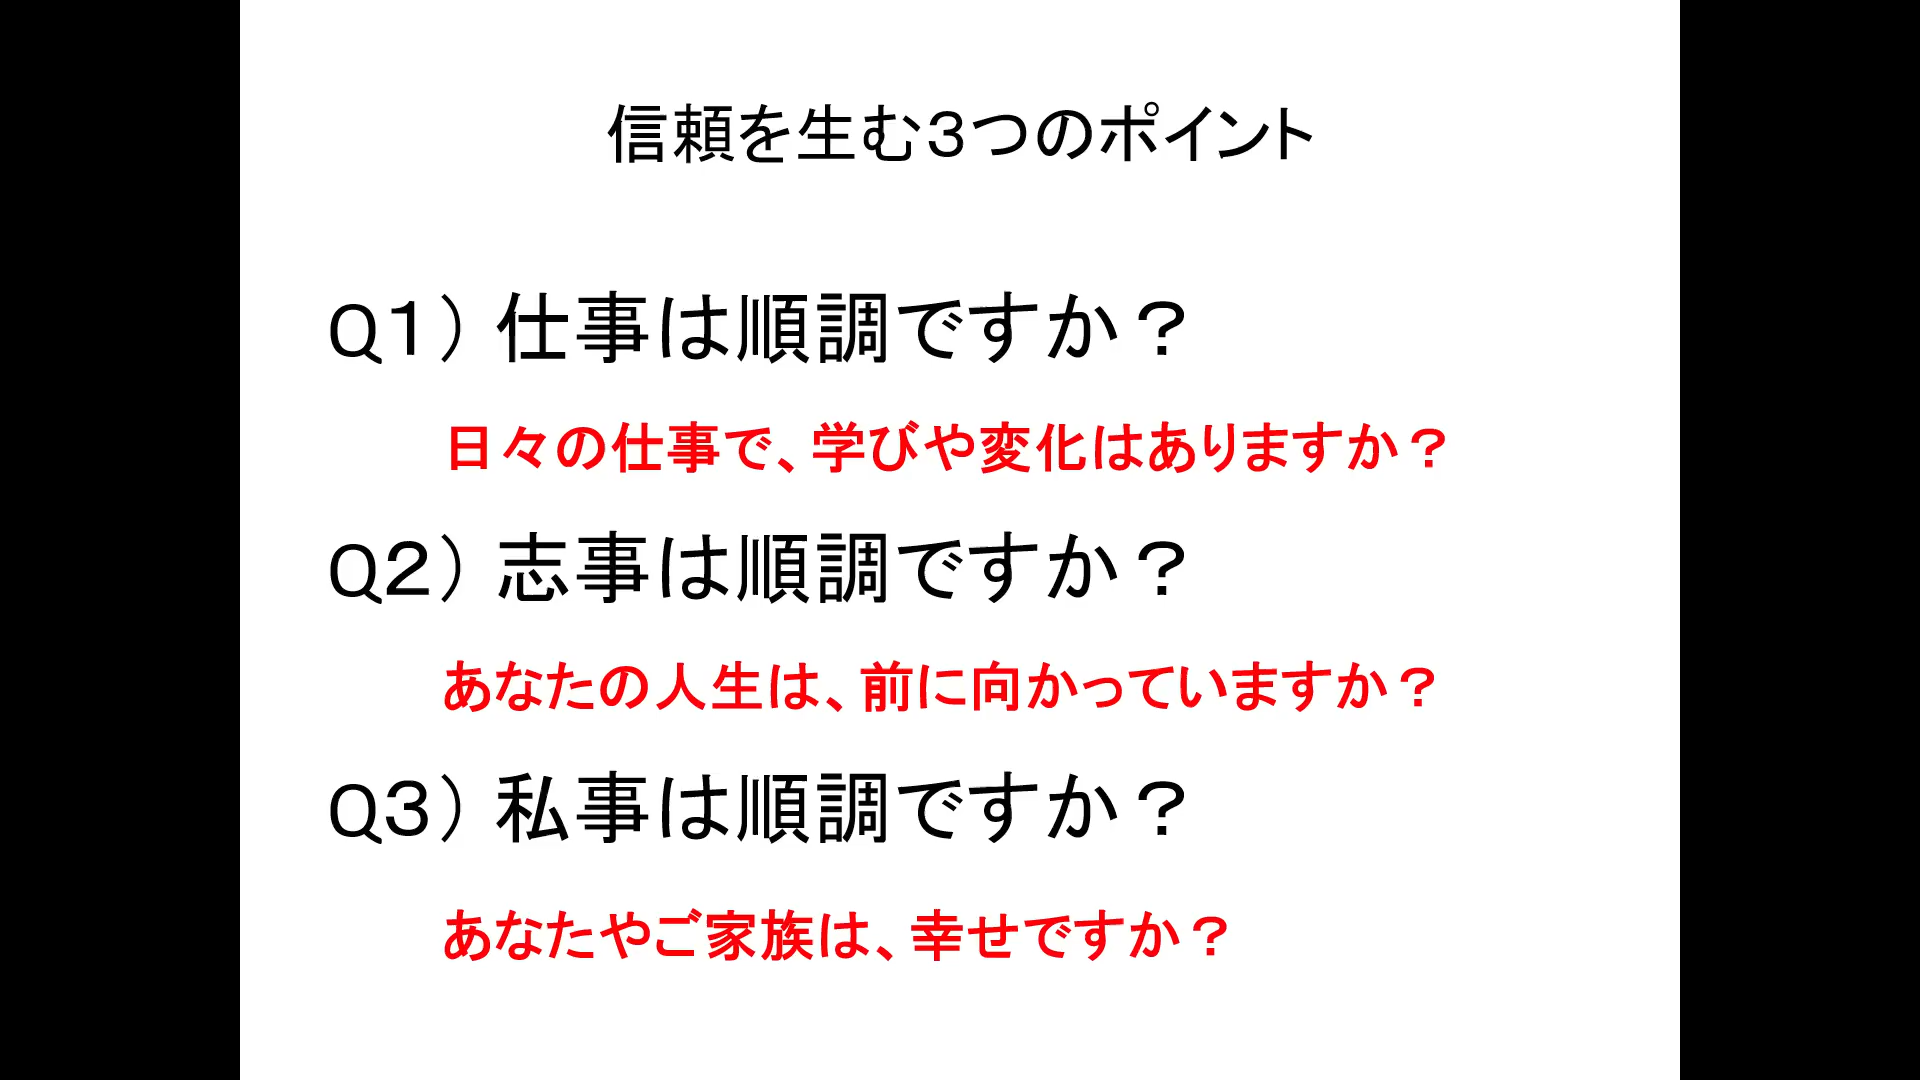 信頼を生む３つのポイント
Q１） 仕事は順調ですか？
日々の仕事で、学びや変化はありますか？
Q２） 志事は順調ですか？
あなたの人生は、前に向かっていますか？
Q３） 私事は順調ですか？
あなたやご家族は、幸せですか？